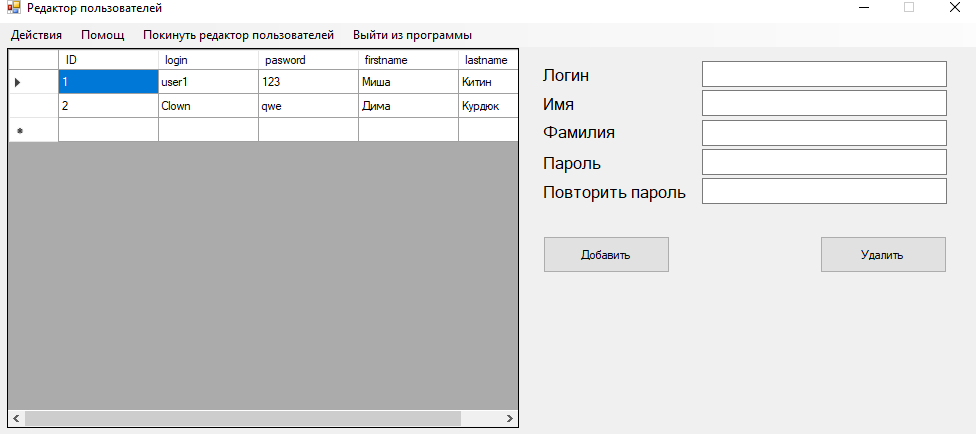 Редактор пользователей
Действия Помощ Покинуть редактор пользователей Выйти из программы
ID login pasword firstname lastname
1 user1 123 Миша Китин
2 Clown qwe Дима Курдюк
Логин
Имя
Фамилия
Пароль
Повторить пароль
Добавить Удалить